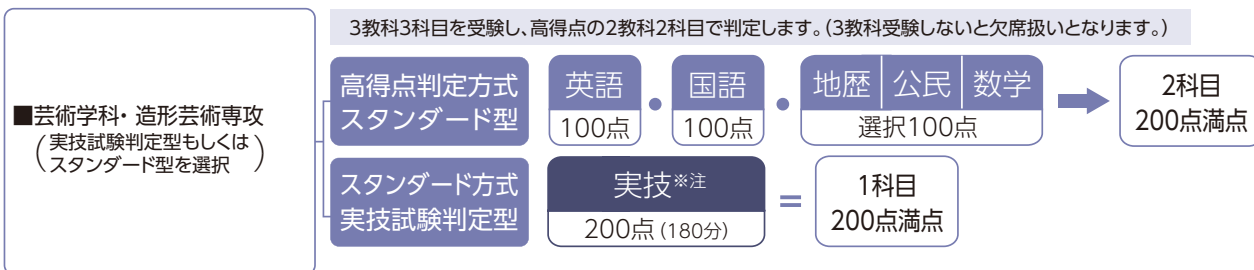 3教科3科目を受験し、高得点の2教科2科目で判定します。(3教科受験しないと欠席扱いとなります。)
■芸術学科・造形芸術専攻
(実技試験判定型もしくは
スタンダード型を選択)
高得点判定方式
スタンダード型
英語
100点
・
国語
100点
・
地歴 公民 数学
選択100点
2科目
200点満点
スタンダード方式
実技試験判定型
実技※注
200点(180分)
=
1科目
200点満点